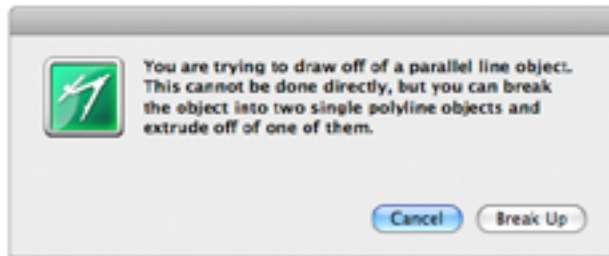 You are trying to draw off of a parallel line object.
This cannot be done directly, but you can break
the object into two single polyline objects and
extrude off of one of them.
Cancel
Break Up